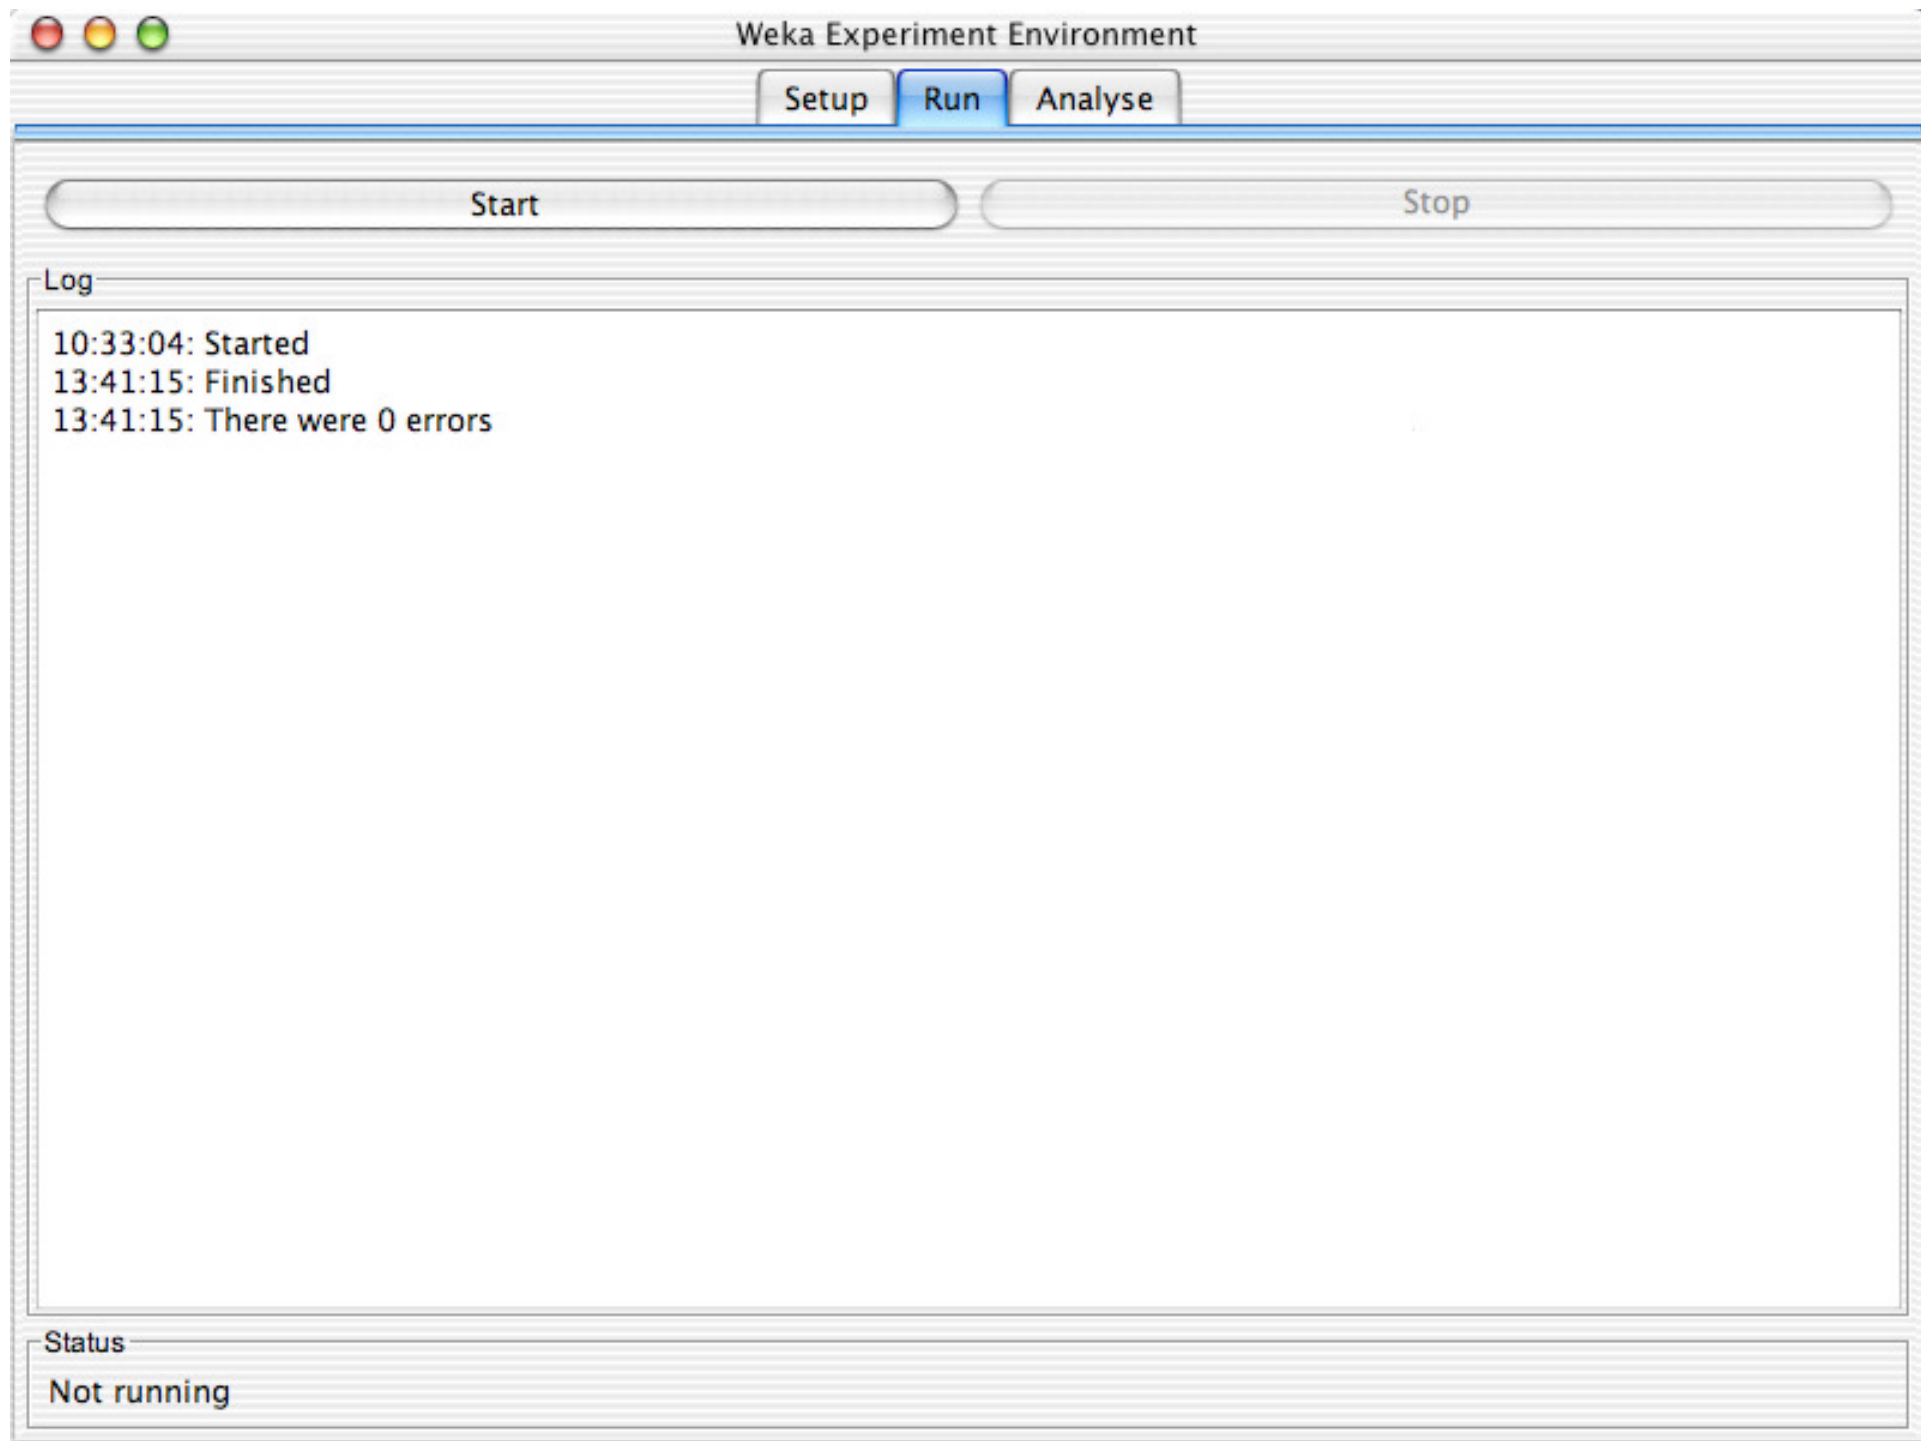 Weka Experiment Environment
Setup Run Analyse
Start Stop
Log
10:33:04: Started
13:41:15: Finished
13:41:15: There were 0 errors
Status
Not running